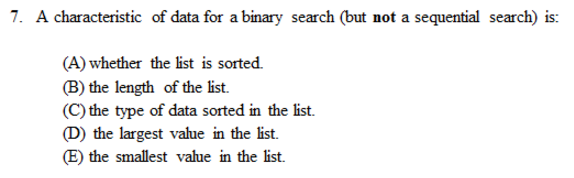 7. A characteristic of data for a binary search (but not a sequential search) is:
(A) whether the list is sorted.
(B) the length of the list.
(C) the type of data sorted in the list.
(D) the largest value in the list.
(E) the smallest value in the list.